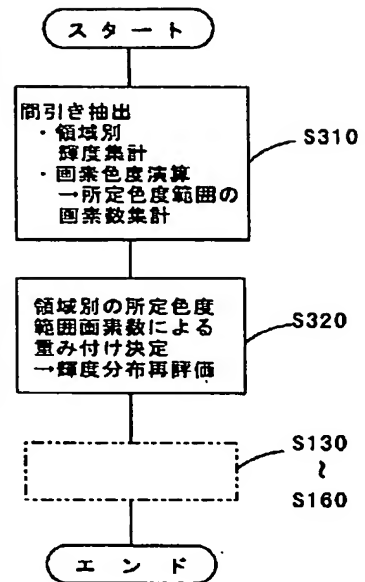 スタート
間引き抽出
・領域別
輝度集計
・画素色度演算
→所定色度範囲の
画素数集計
S310
領域別の所定色度
範囲画素数による
重み付け決定
→輝度分布再評価
S320
S130
~
S160
エンド